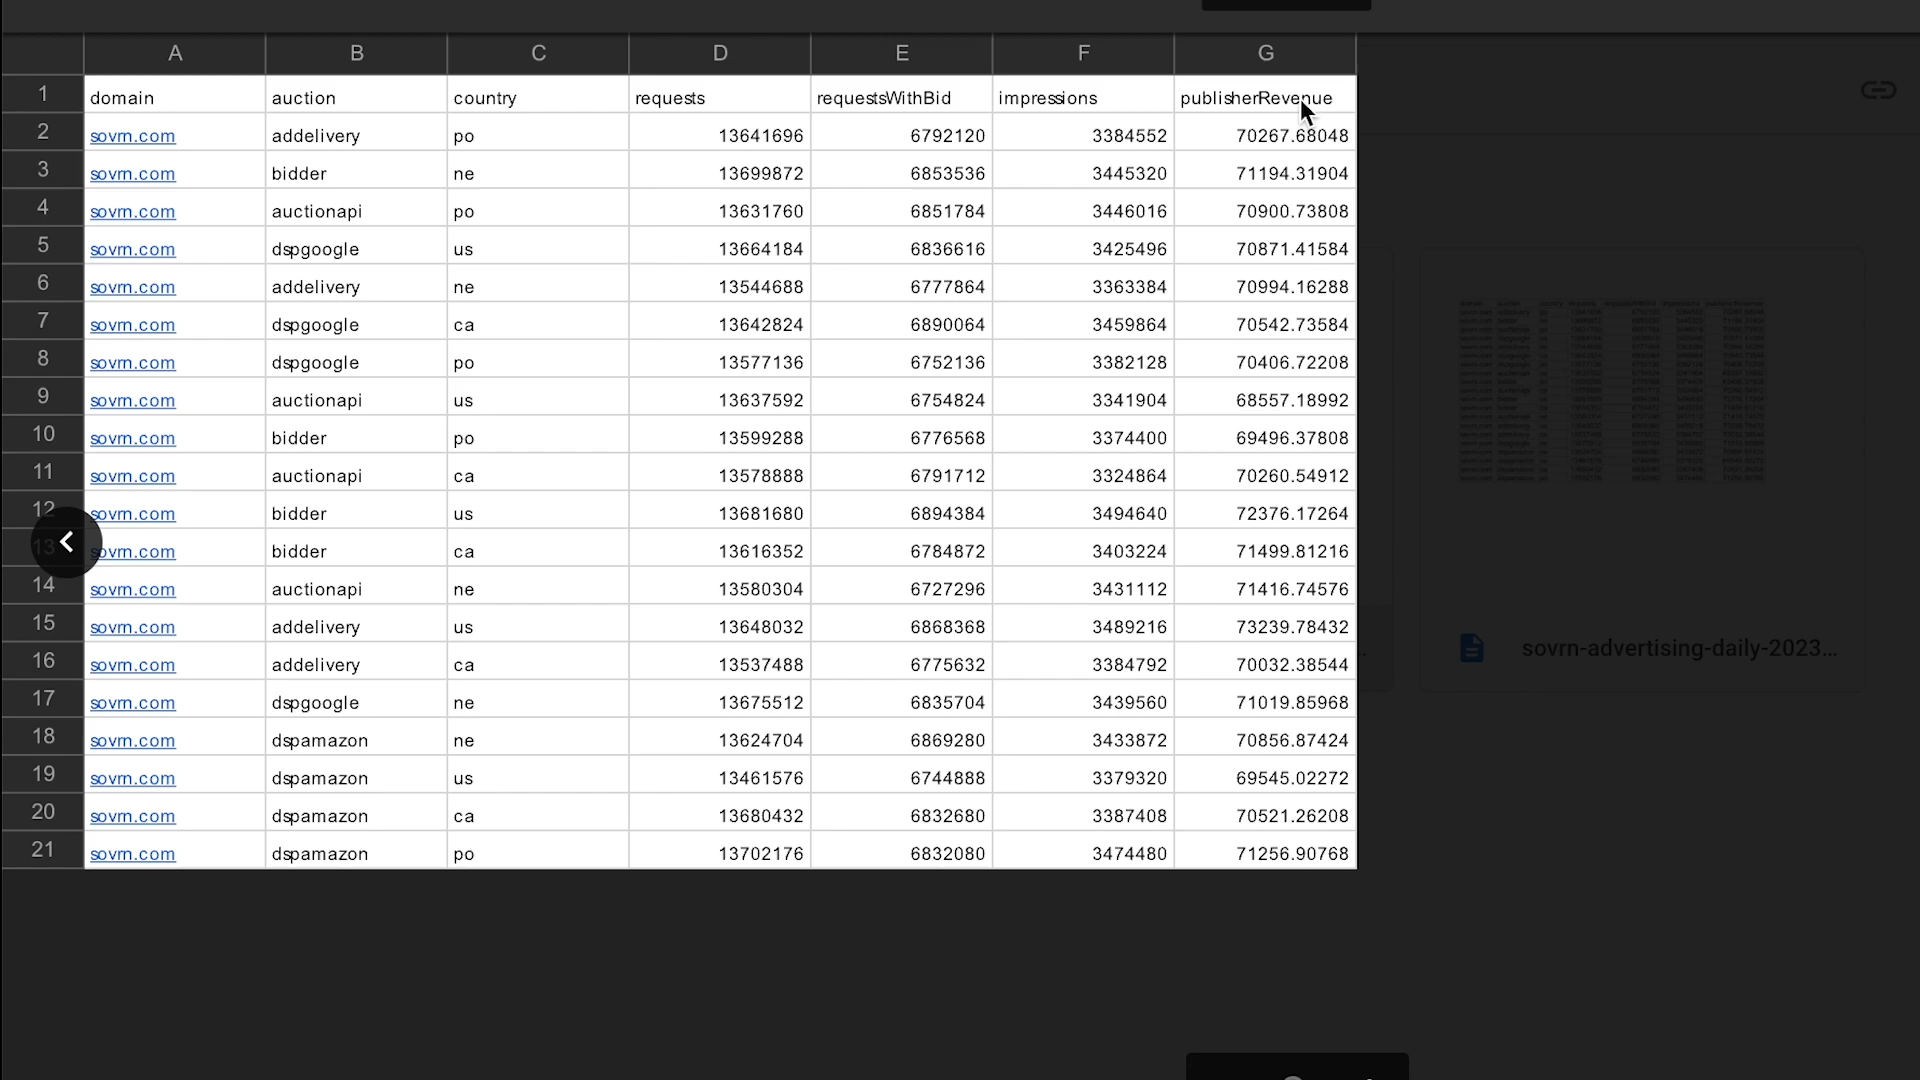 A B C D E F G
1 domain auction country requests requestsWithBid impressions publisherRevenue
2 sovrn.com addelivery po 13641696 6792120 3384552 70267.68048
3 sovrn.com bidder ne 13699872 6853536 3445320 71194.31904
4 sovrn.com auctionapi po 13631760 6851784 3446016 70900.73808
5 sovrn.com dspgoogle us 13664184 6836616 3425496 70871.41584
6 sovrn.com addelivery ne 13544688 6777864 3363384 70994.16288
7 sovrn.com dspgoogle ca 13642824 6890064 3459864 70542.73584
8 sovrn.com dspgoogle po 13577136 6752136 3382128 70406.72208
9 sovrn.com auctionapi us 13637592 6754824 3341904 68557.18992
10 sovrn.com bidder po 13599288 6776568 3374400 69496.37808
11 sovrn.com auctionapi ca 13578888 6791712 3324864 70260.54912
12 sovrn.com bidder us 13681680 6894384 3494640 72376.17264
13 sovrn.com bidder ca 13616352 6784872 3403224 71499.81216
14 sovrn.com auctionapi ne 13580304 6727296 3431112 71416.74576
15 sovrn.com addelivery us 13648032 6868368 3489216 73239.78432
16 sovrn.com addelivery ca 13537488 6775632 3384792 70032.38544
17 sovrn.com dspgoogle ne 13675512 6835704 3439560 71019.85968
18 sovrn.com dspamazon ne 13624704 6869280 3433872 70856.87424
19 sovrn.com dspamazon us 13461576 6744888 3379320 69545.02272
20 sovrn.com dspamazon ca 13680432 6832680 3387408 70521.26208
21 sovrn.com dspamazon po 13702176 6832080 3474480 71256.90768
sovrn-advertising-daily-2023...